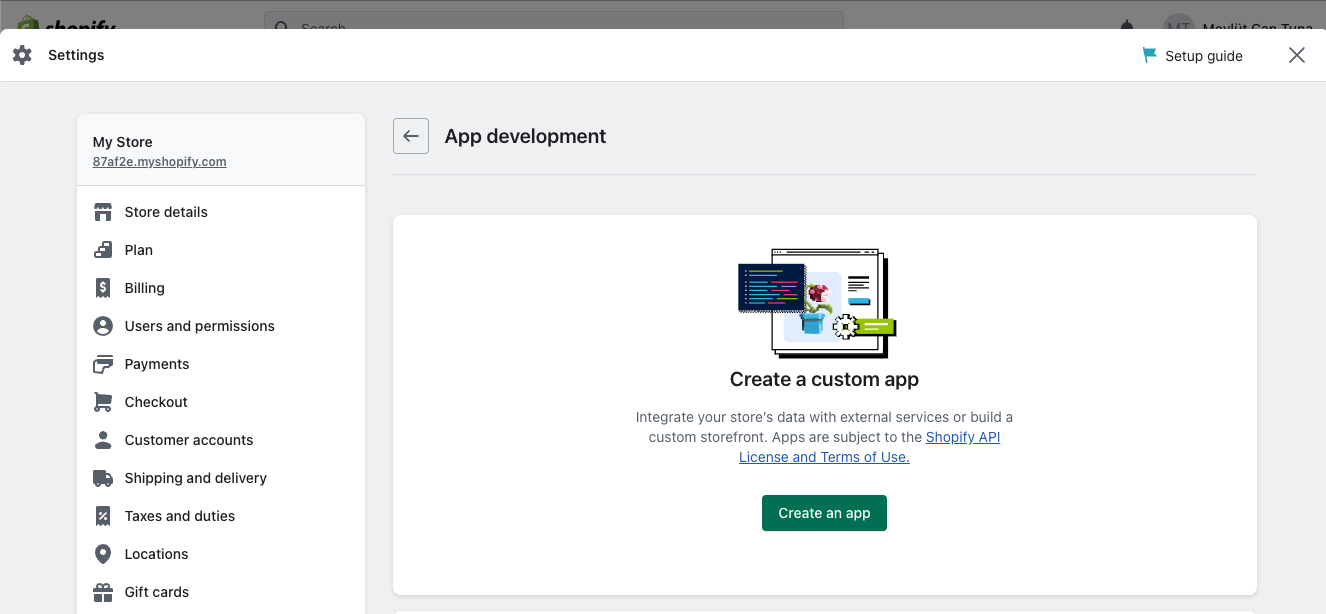 shopify
Search
MT
Mevlüt Can Tuna
Settings
Setup guide
My Store
87af2e.myshopify.com
App development
Store details
Plan
Billing
Users and permissions
Payments
Checkout
Customer accounts
Shipping and delivery
Taxes and duties
Locations
Gift cards
Create a custom app
Integrate your store's data with external services or build a
custom storefront. Apps are subject to the Shopify API
License and Terms of Use.
Create an app